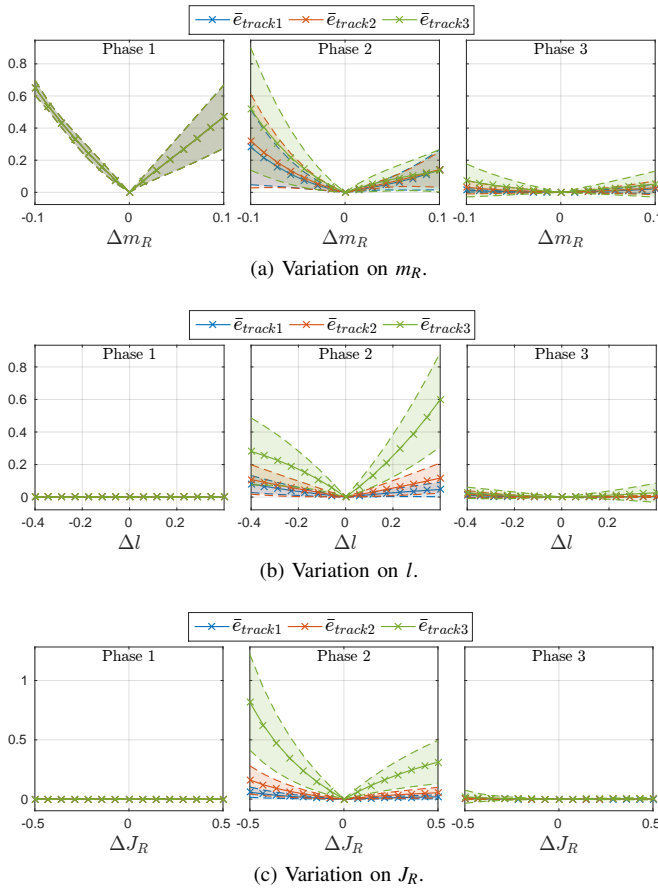 ē_track1 ē_track2 ē_track3
Phase 1 Phase 2 Phase 3
0.8
0.6
0.4
0.2
0
-0.1 0 0.1 -0.1 0 0.1 -0.1 0 0.1
Δm_R Δm_R Δm_R
(a) Variation on m_R.
ē_track1 ē_track2 ē_track3
Phase 1 Phase 2 Phase 3
0.8
0.6
0.4
0.2
0
-0.4 -0.2 0 0.2 -0.4 -0.2 0 0.2 -0.4 -0.2 0 0.2
Δl Δl Δl
(b) Variation on l.
ē_track1 ē_track2 ē_track3
Phase 1 Phase 2 Phase 3
1
0.5
0
-0.5 0 0.5 -0.5 0 0.5 -0.5 0 0.5
ΔJ_R ΔJ_R ΔJ_R
(c) Variation on J_R.